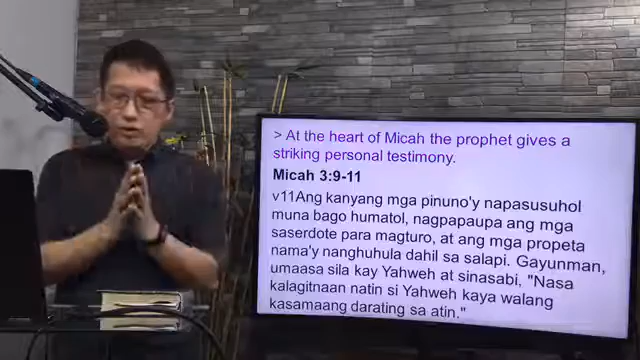 > At the heart of Micah the prophet gives a
striking personal testimony.
Micah 3:9-11
v11Ang kanyang mga pinuno'y napasusuhol
muna bago humatol, nagpapaupa ang mga
saserdote para magturo, at ang mga propeta
nama'y nanghuhula dahil sa salapi. Gayunman,
umaasa sila kay Yahweh at sinasabi, "Nasa
kalagitnaan natin si Yahweh kaya walang
kasamaang darating sa atin."